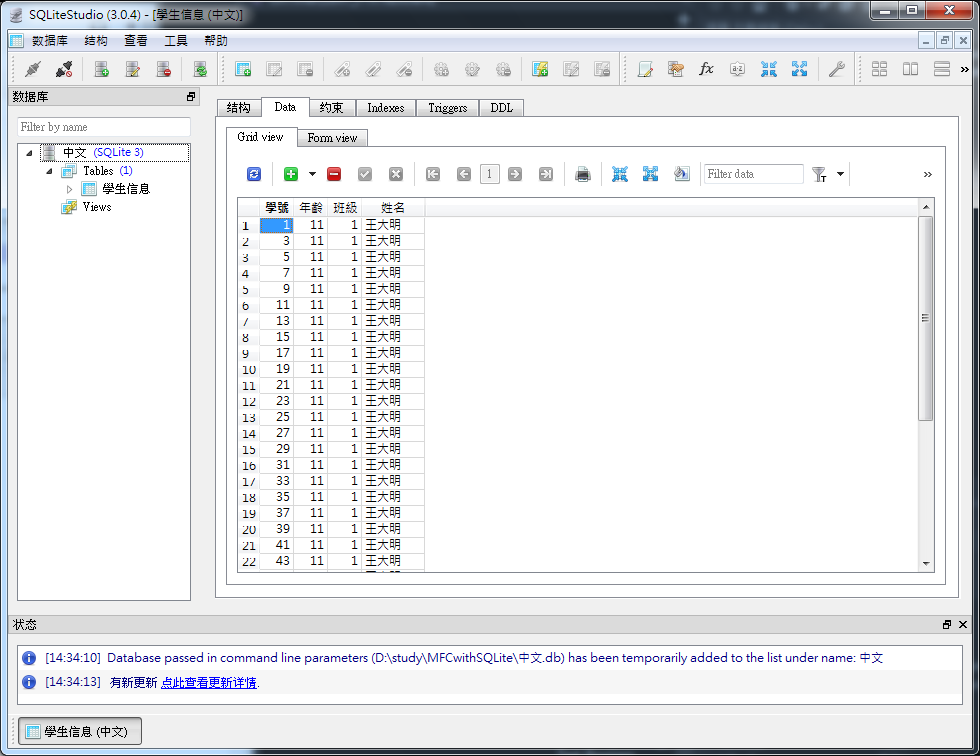 SQLiteStudio (3.0.4) - [學生信息 (中文)]
数据库 结构 查看 工具 帮助
数据库
Filter by name
中文 (SQLite 3)
Tables (1)
學生信息
Views
结构 Data 约束 Indexes Triggers DDL
Grid view Form view
1 Filter data
學號 年齡 班級 姓名
1 1 11 1 王大明
2 3 11 1 王大明
3 5 11 1 王大明
4 7 11 1 王大明
5 9 11 1 王大明
6 11 11 1 王大明
7 13 11 1 王大明
8 15 11 1 王大明
9 17 11 1 王大明
10 19 11 1 王大明
11 21 11 1 王大明
12 23 11 1 王大明
13 25 11 1 王大明
14 27 11 1 王大明
15 29 11 1 王大明
16 31 11 1 王大明
17 33 11 1 王大明
18 35 11 1 王大明
19 37 11 1 王大明
20 39 11 1 王大明
21 41 11 1 王大明
22 43 11 1 王大明
状态
[14:34:10] Database passed in command line parameters (D:\study\MFCwithSQLite\中文.db) has been temporarily added to the list under name: 中文
[14:34:13] 有新更新 点此查看更新详情.
學生信息 (中文)